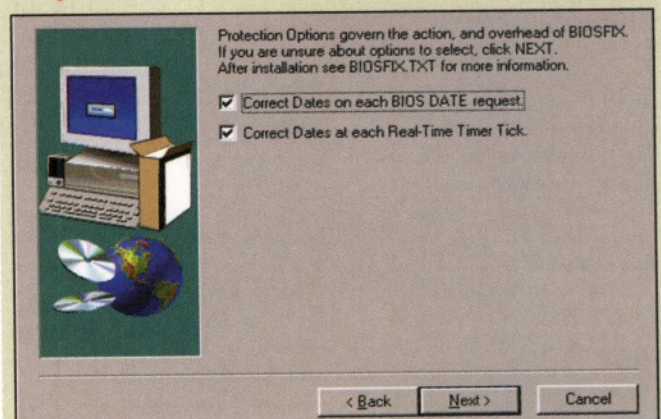 Protection Options govern the action, and overhead of BIOSFIX.
If you are unsure about options to select, click NEXT.
After installation see BIOSFIX.TXT for more information.
Correct Dates on each BIOS DATE request.
Correct Dates at each Real-Time Timer Tick.
< Back
Next >
Cancel